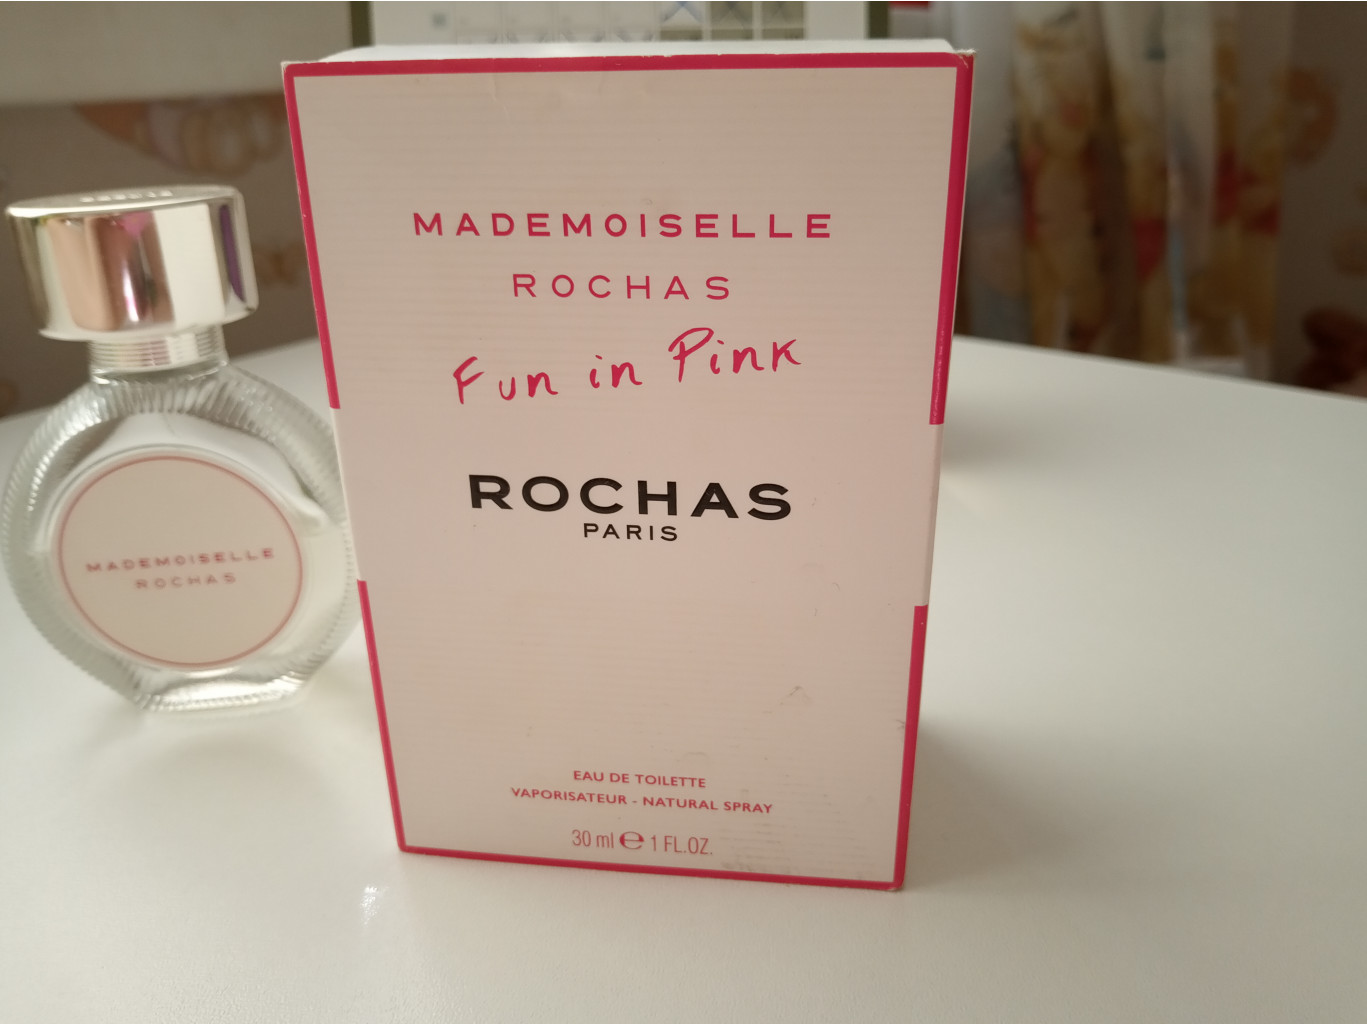 MADEMOISELLE
ROCHAS
Fun in Pink
ROCHAS
PARIS
EAU DE TOILETTE
VAPORISATEUR - NATURAL SPRAY
30 ml ℮ 1 FL.OZ.
MADEMOISELLE
ROCHAS